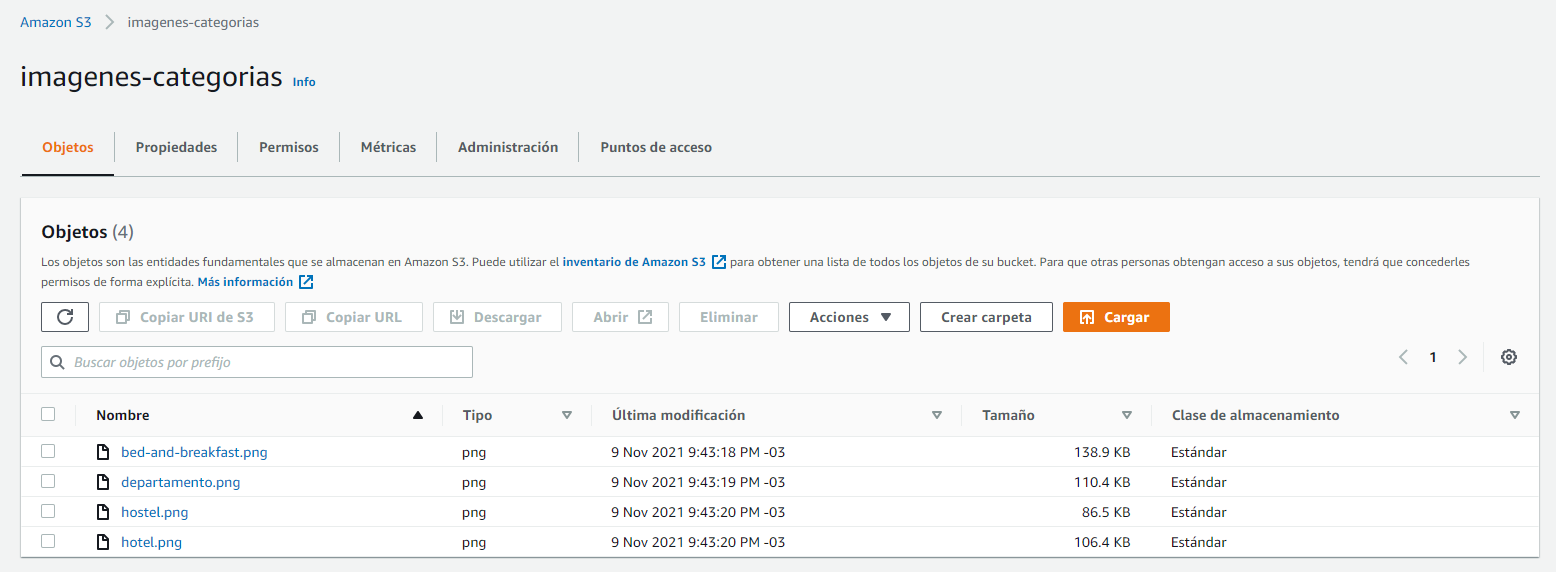 Amazon S3 > imagenes-categorias
imagenes-categorias Info
Objetos Propiedades Permisos Métricas Administración Puntos de acceso
Objetos (4)
Los objetos son las entidades fundamentales que se almacenan en Amazon S3. Puede utilizar el inventario de Amazon S3 para obtener una lista de todos los objetos de su bucket. Para que otras personas obtengan acceso a sus objetos, tendrá que concederles
permisos de forma explícita. Más información
Copiar URI de S3 Copiar URL Descargar Abrir Eliminar Acciones Crear carpeta Cargar
Buscar objetos por prefijo 1
Nombre Tipo Última modificación Tamaño Clase de almacenamiento
bed-and-breakfast.png png 9 Nov 2021 9:43:18 PM -03 138.9 KB Estándar
departamento.png png 9 Nov 2021 9:43:19 PM -03 110.4 KB Estándar
hostel.png png 9 Nov 2021 9:43:20 PM -03 86.5 KB Estándar
hotel.png png 9 Nov 2021 9:43:20 PM -03 106.4 KB Estándar